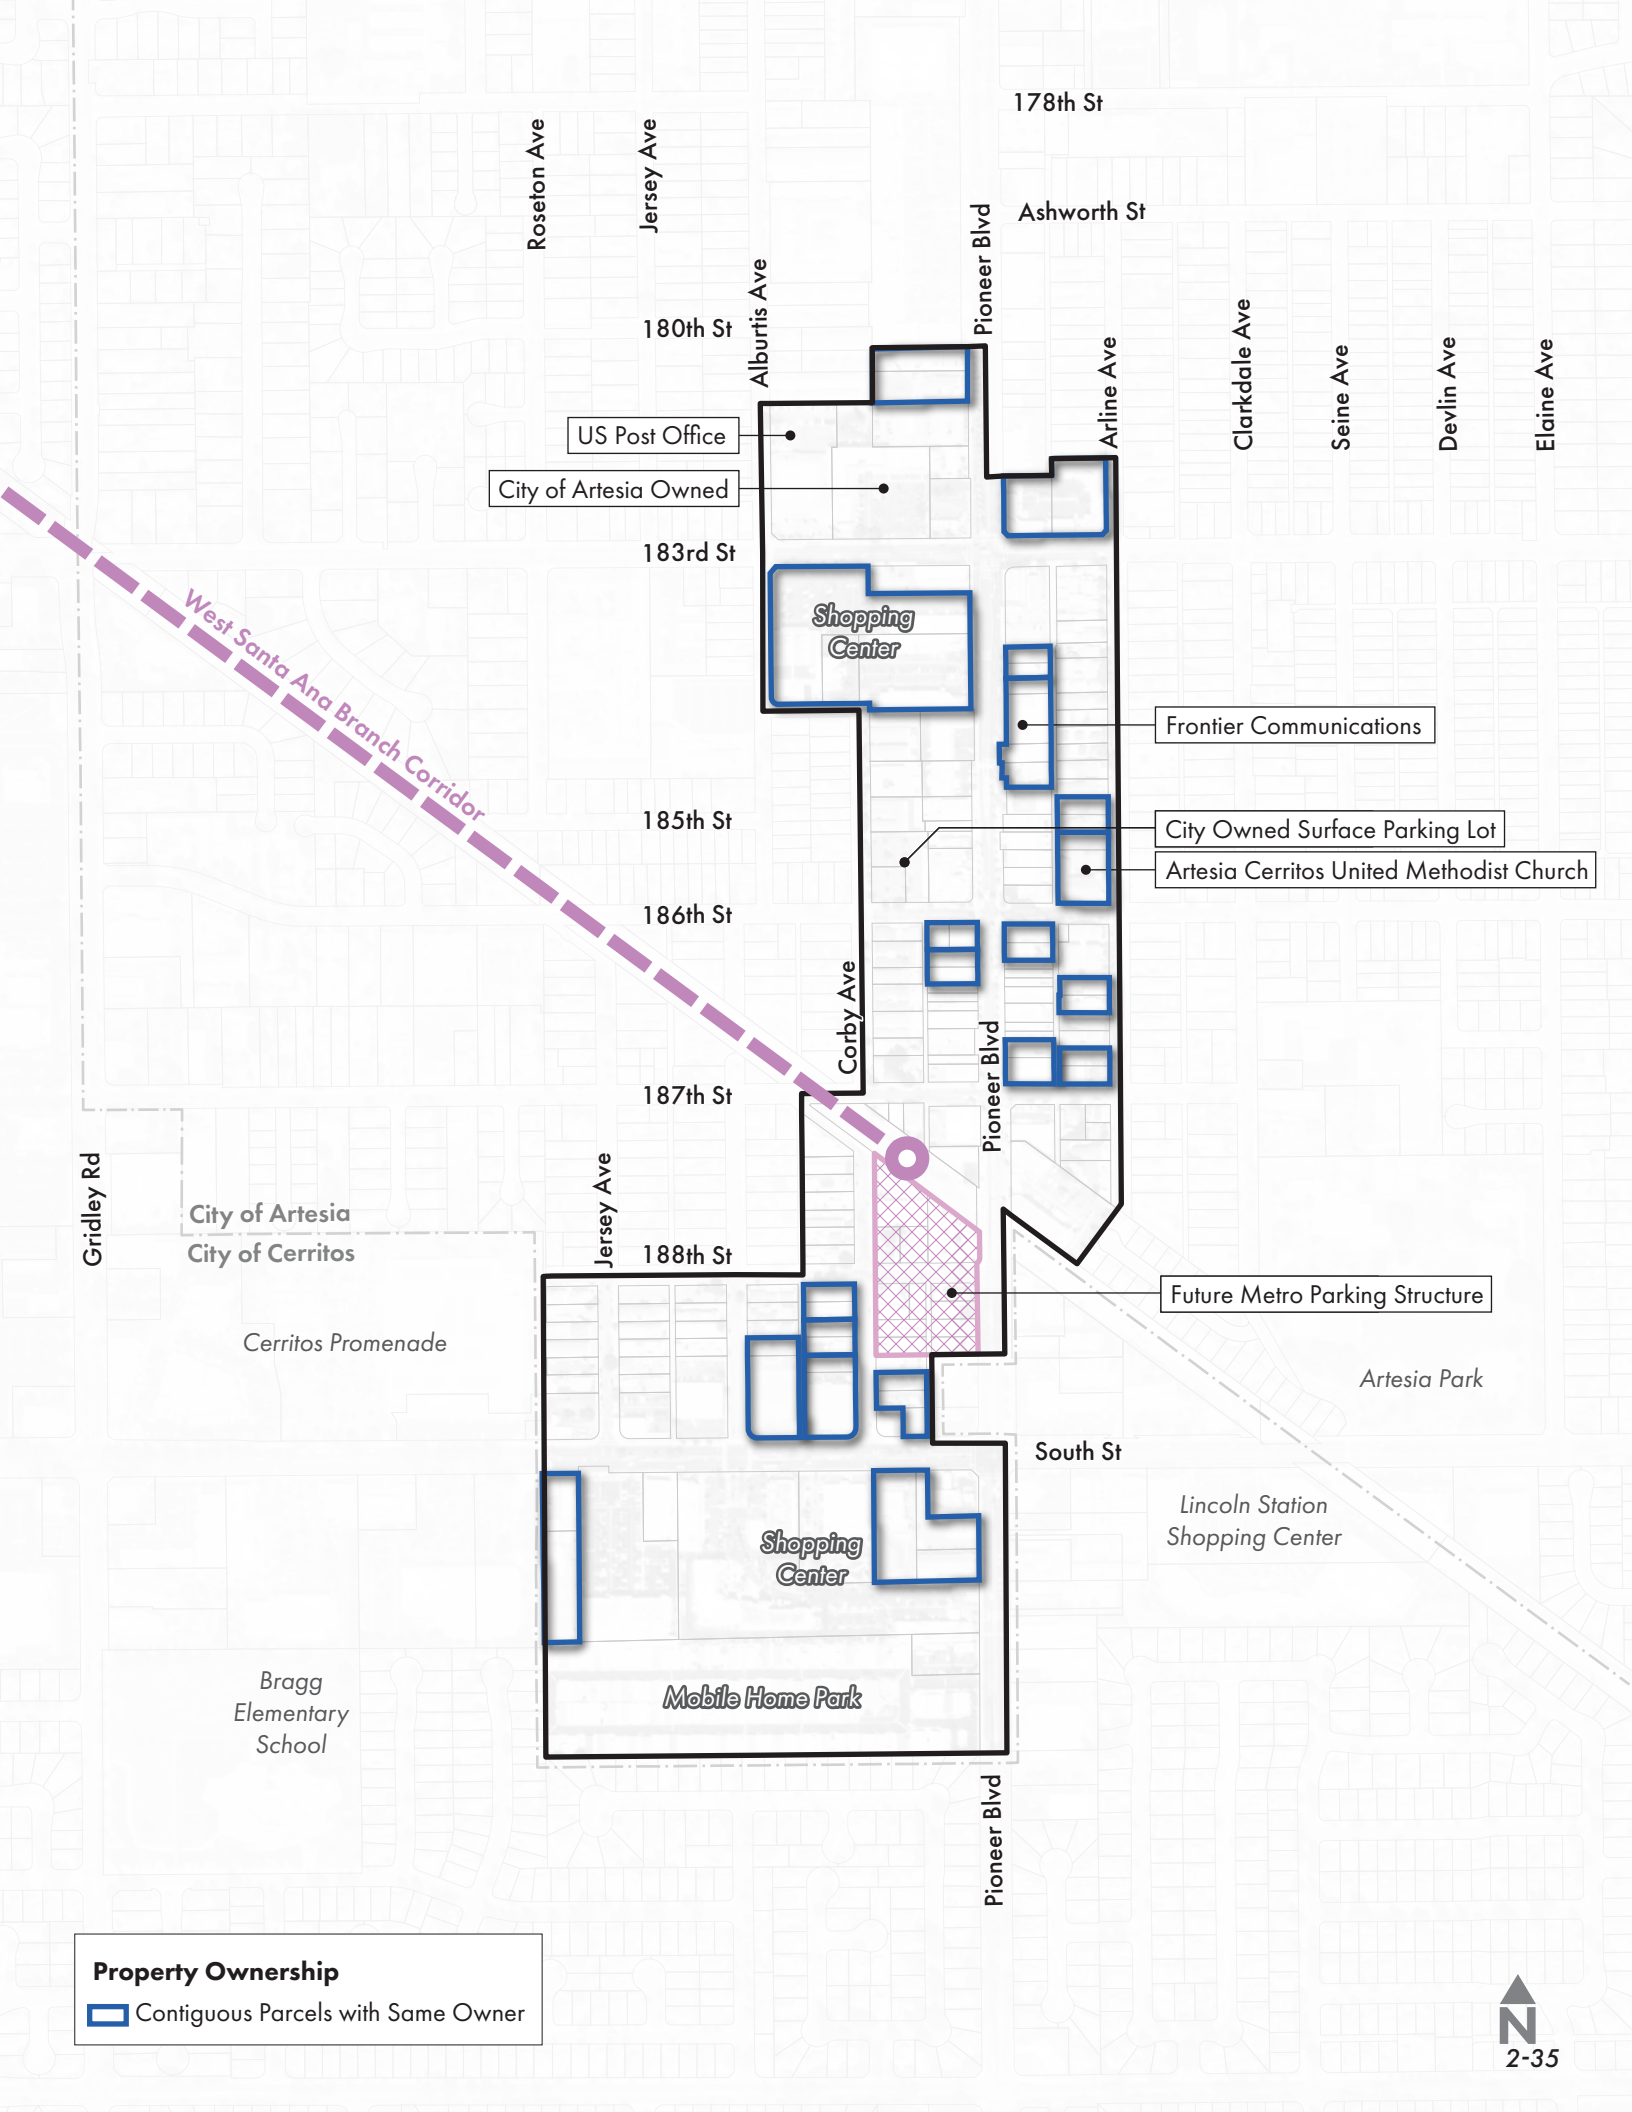 178th St
Roseton Ave
Jersey Ave
Ashworth St
Pioneer Blvd
Alburtis Ave
180th St
Arline Ave
Clarkdale Ave
Seine Ave
Devlin Ave
Elaine Ave
US Post Office
City of Artesia Owned
183rd St
West Santa Ana Branch Corridor
Shopping
Center
Frontier Communications
185th St
City Owned Surface Parking Lot
Artesia Cerritos United Methodist Church
186th St
Corby Ave
Pioneer Blvd
187th St
Gridley Rd
Jersey Ave
City of Artesia
City of Cerritos
188th St
Future Metro Parking Structure
Cerritos Promenade
Artesia Park
South St
Lincoln Station
Shopping Center
Shopping
Center
Bragg
Elementary
School
Mobile Home Park
Pioneer Blvd
Property Ownership
Contiguous Parcels with Same Owner
N
2-35